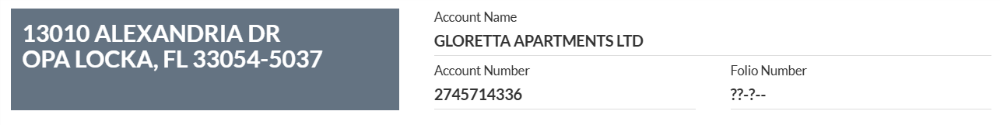 13010 ALEXANDRIA DR
OPA LOCKA, FL 33054-5037
Account Name
GLORETTA APARTMENTS LTD
Account Number
2745714336
Folio Number
??-?--